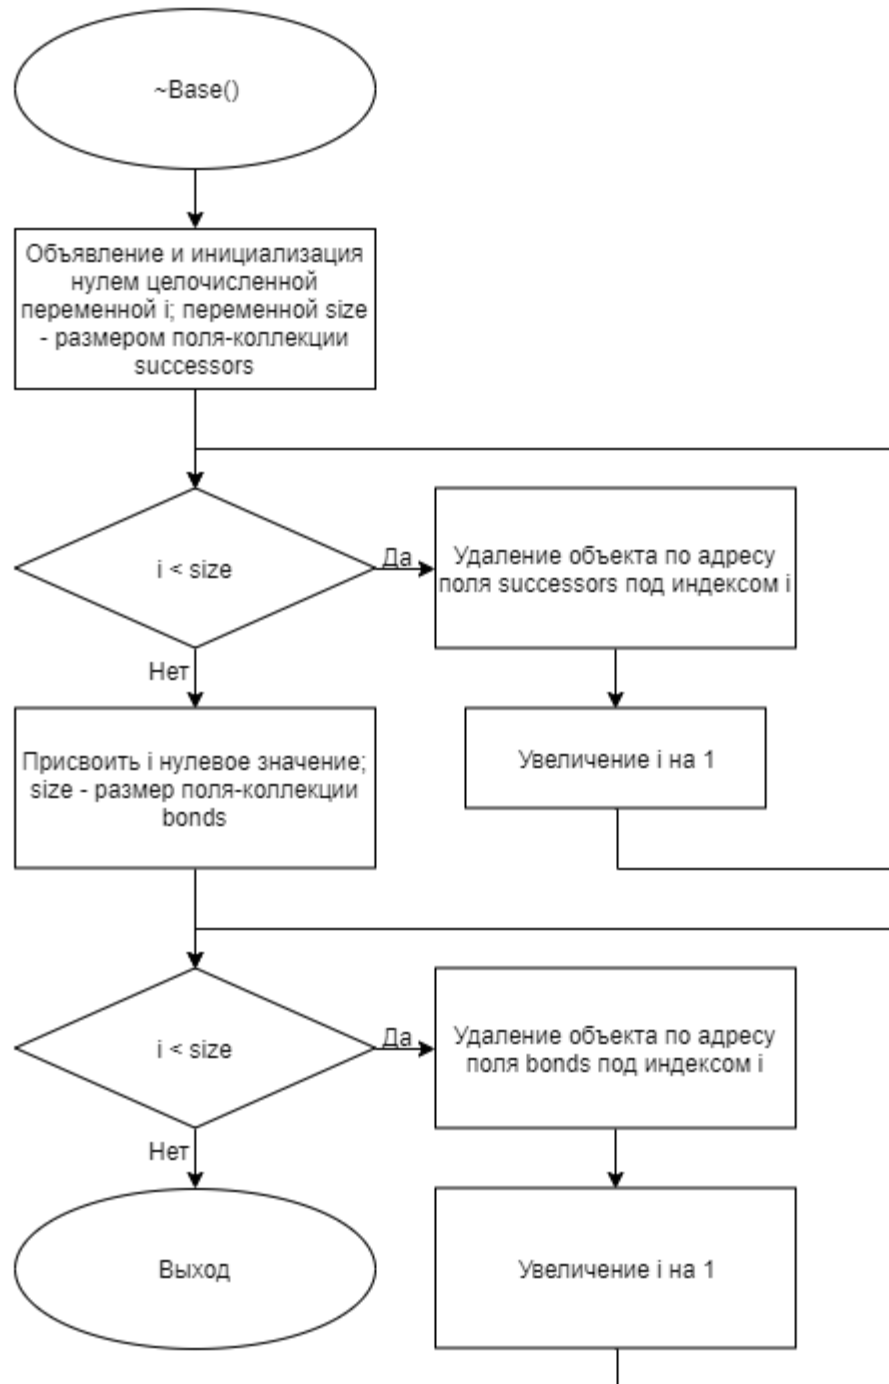 ~Base()
Объявление и инициализация
нулем целочисленной
переменной i; переменной size
- размером поля-коллекции
successors
i < size
Да
Удаление объекта по адресу
поля successors под индексом i
Нет
Увеличение i на 1
Присвоить i нулевое значение;
size - размер поля-коллекции
bonds
i < size
Да
Удаление объекта по адресу
поля bonds под индексом i
Нет
Выход
Увеличение i на 1